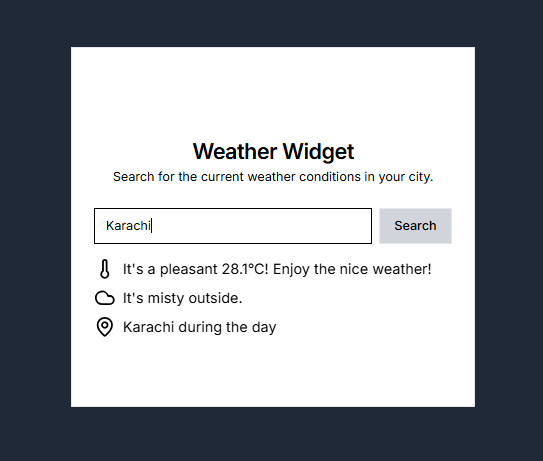 Weather Widget
Search for the current weather conditions in your city.
Karachi
Search
It's a pleasant 28.1°C! Enjoy the nice weather!
It's misty outside.
Karachi during the day